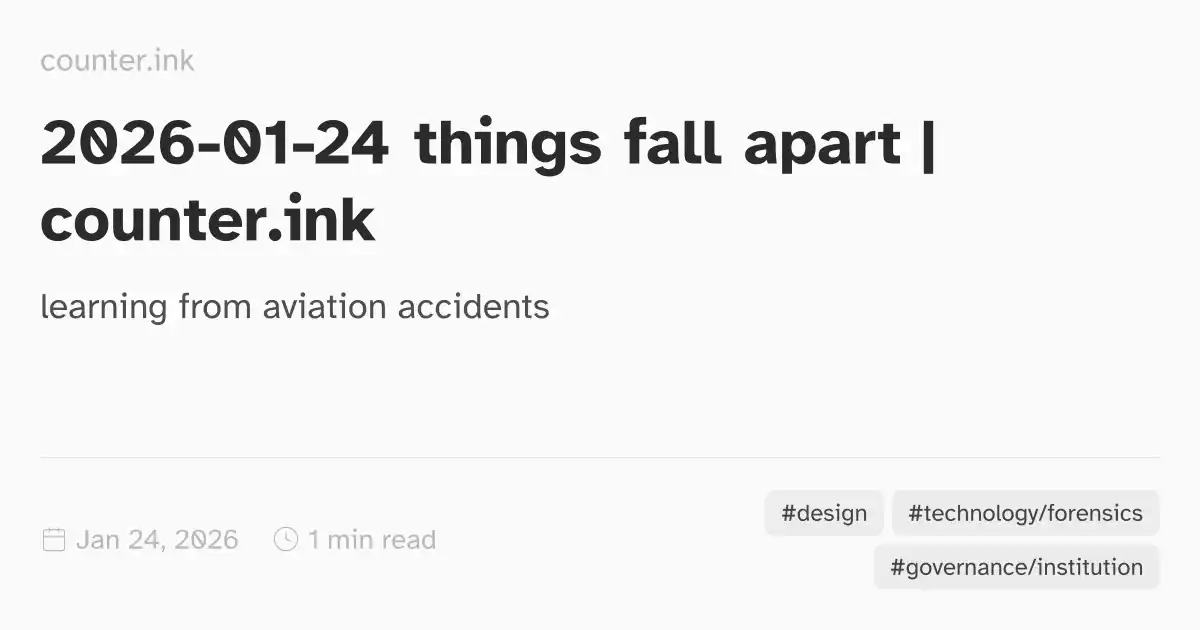 counter.ink
2026-01-24 things fall apart |
counter.ink
learning from aviation accidents
Jan 24, 2026
1 min read
#design
#technology/forensics
#governance/institution